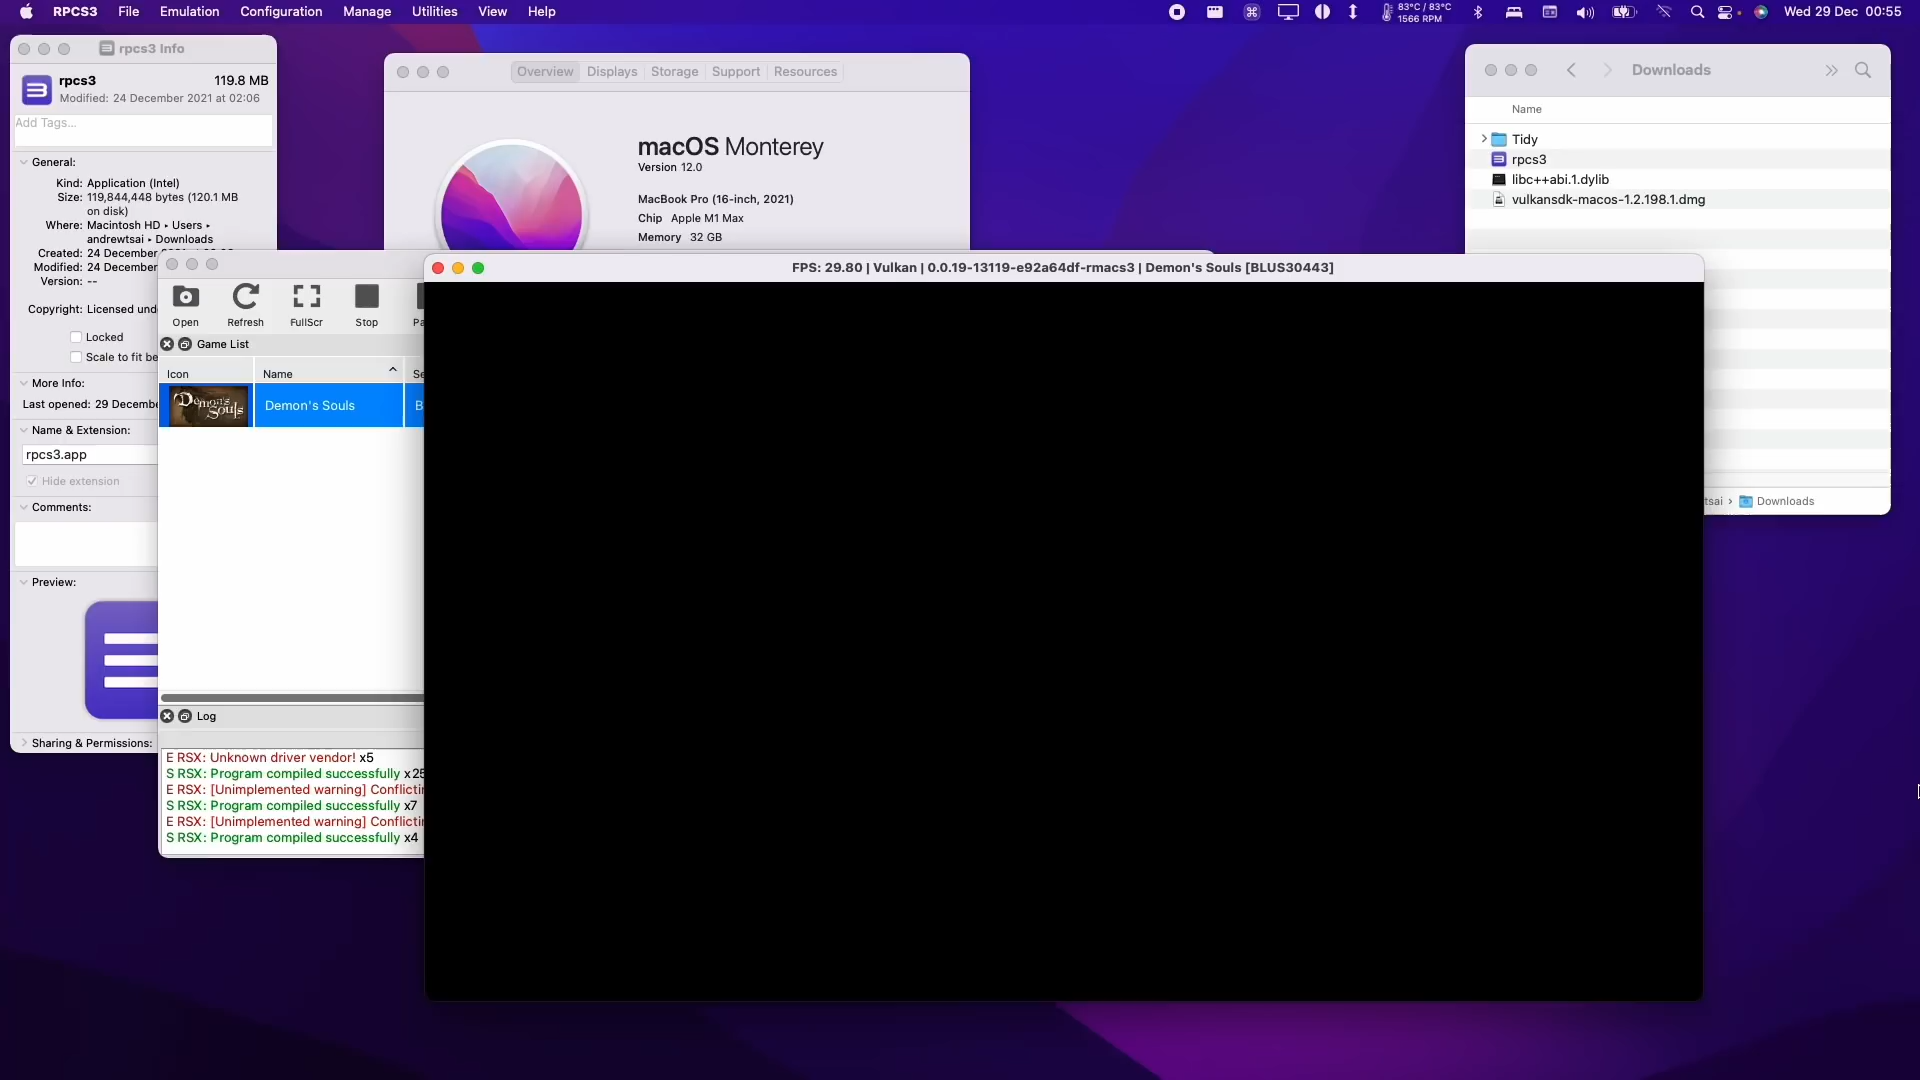 RPCS3 File Emulation Configuration Manage Utilities View Help
83°C / 83°C
1566 RPM
Wed 29 Dec 00:55
rpcs3 Info
rpcs3 119.8 MB
Modified: 24 December 2021 at 02:06
Add Tags...
General:
Kind: Application (Intel)
Size: 119,844,448 bytes (120.1 MB
on disk)
Where: Macintosh HD ▸ Users ▸
andrewtsai ▸ Downloads
Created: 24 December
Modified: 24 December
Version: --
Copyright: Licensed und
Locked
Scale to fit be
More Info:
Last opened: 29 Decembe
Name & Extension:
rpcs3.app
Hide extension
Comments:
Preview:
Sharing & Permissions:
Overview Displays Storage Support Resources
macOS Monterey
Version 12.0
MacBook Pro (16-inch, 2021)
Chip Apple M1 Max
Memory 32 GB
Downloads
Name
Tidy
rpcs3
libc++abi.1.dylib
vulkansdk-macos-1.2.198.1.dmg
tsai › Downloads
Open Refresh FullScr Stop Pa
Game List
Icon Name Se
Demon's Souls
Demon's Souls B
Log
E RSX: Unknown driver vendor! x5
S RSX: Program compiled successfully x25
E RSX: [Unimplemented warning] Conflictin
S RSX: Program compiled successfully x7
E RSX: [Unimplemented warning] Conflictin
S RSX: Program compiled successfully x4
FPS: 29.80 | Vulkan | 0.0.19-13119-e92a64df-rmacs3 | Demon's Souls [BLUS30443]